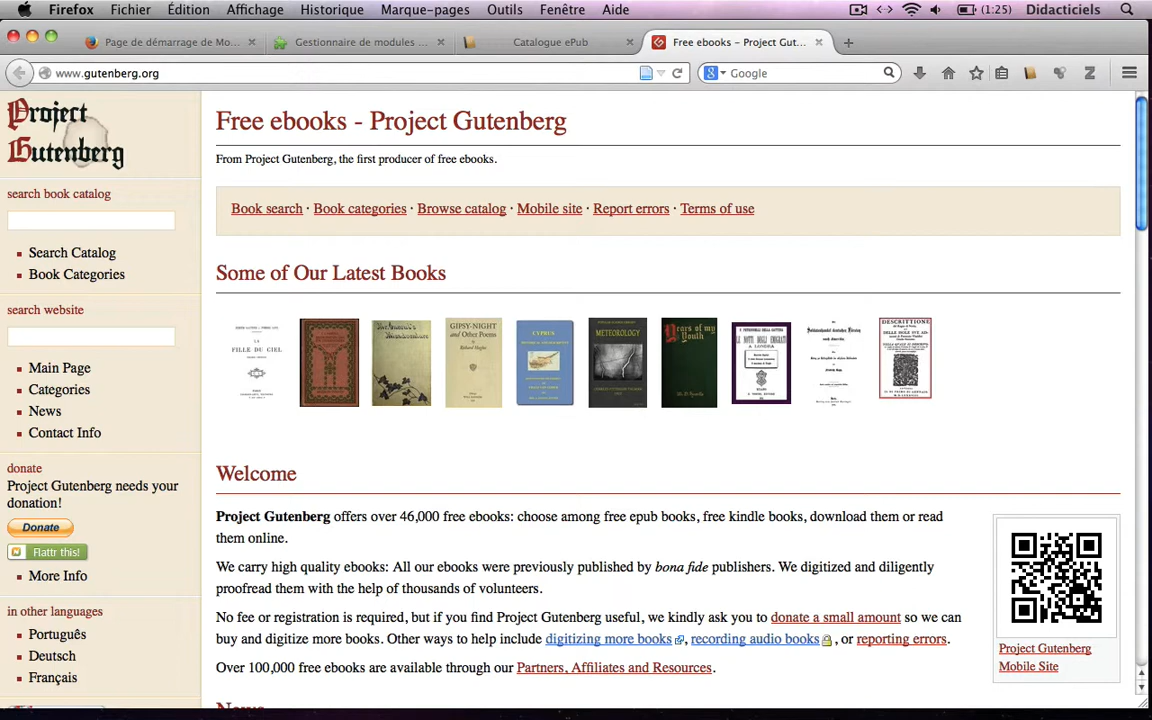 Firefox Fichier Édition Affichage Historique Marque-pages Outils Fenêtre Aide (1:25) Didacticiels
Page de démarrage de Mo... Gestionnaire de modules ... Catalogue ePub Free ebooks – Project Gut...
www.gutenberg.org Google
Project
Gutenberg
search book catalog
Search Catalog
Book Categories
search website
Main Page
Categories
News
Contact Info
donate
Project Gutenberg needs your
donation!
Donate
Flattr this!
More Info
in other languages
Português
Deutsch
Français
Free ebooks - Project Gutenberg
From Project Gutenberg, the first producer of free ebooks.
Book search · Book categories · Browse catalog · Mobile site · Report errors · Terms of use
Some of Our Latest Books
FILLE DU CIEL
GIPSY-NIGHT
and Other Poems
CYPRUS
METEOROLOGY
Years of my
Youth
LE NOTTI DEGLI EMIGRATI
A LONDRA
DESCRITTIONE
Welcome
Project Gutenberg offers over 46,000 free ebooks: choose among free epub books, free kindle books, download them or read
them online.
We carry high quality ebooks: All our ebooks were previously published by bona fide publishers. We digitized and diligently
proofread them with the help of thousands of volunteers.
No fee or registration is required, but if you find Project Gutenberg useful, we kindly ask you to donate a small amount so we can
buy and digitize more books. Other ways to help include digitizing more books, recording audio books, or reporting errors.
Over 100,000 free ebooks are available through our Partners, Affiliates and Resources.
Project Gutenberg
Mobile Site
News